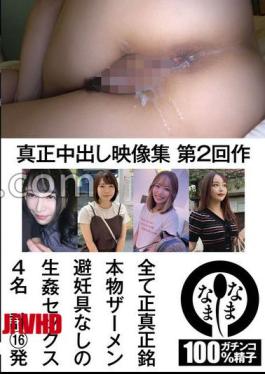 真正中出し映像集 第2回作
全て正真正銘
本物ザーメン
避妊具なしの
生姦セックス
4名 計⑯発
なま
なま
100%
ガチンコ
精子
JAVHD